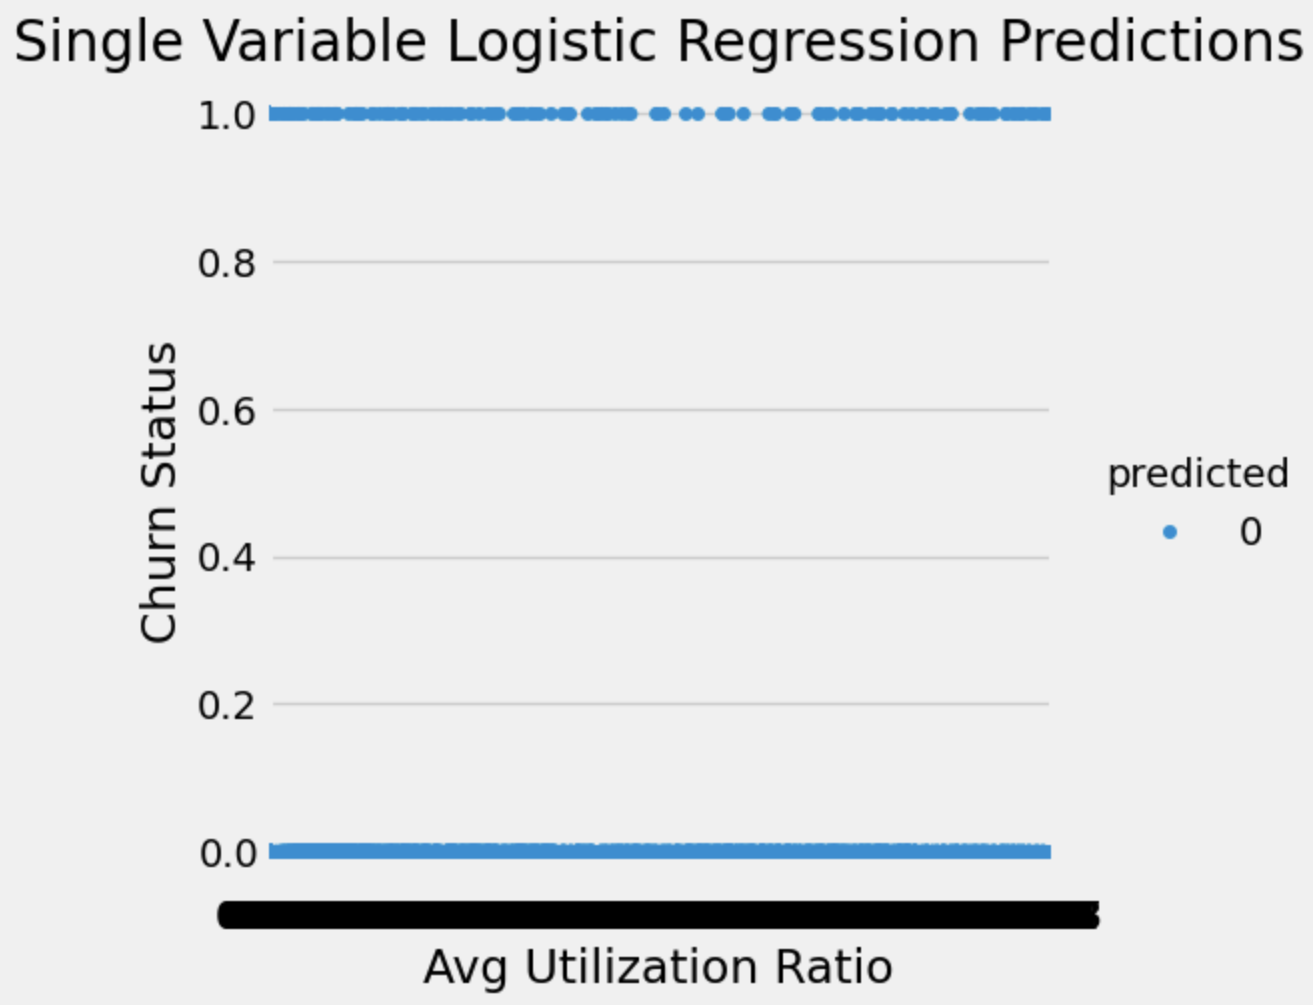 Single Variable Logistic Regression Predictions
1.0
0.8
0.6
0.4
0.2
0.0
Churn Status
predicted
0
Avg Utilization Ratio